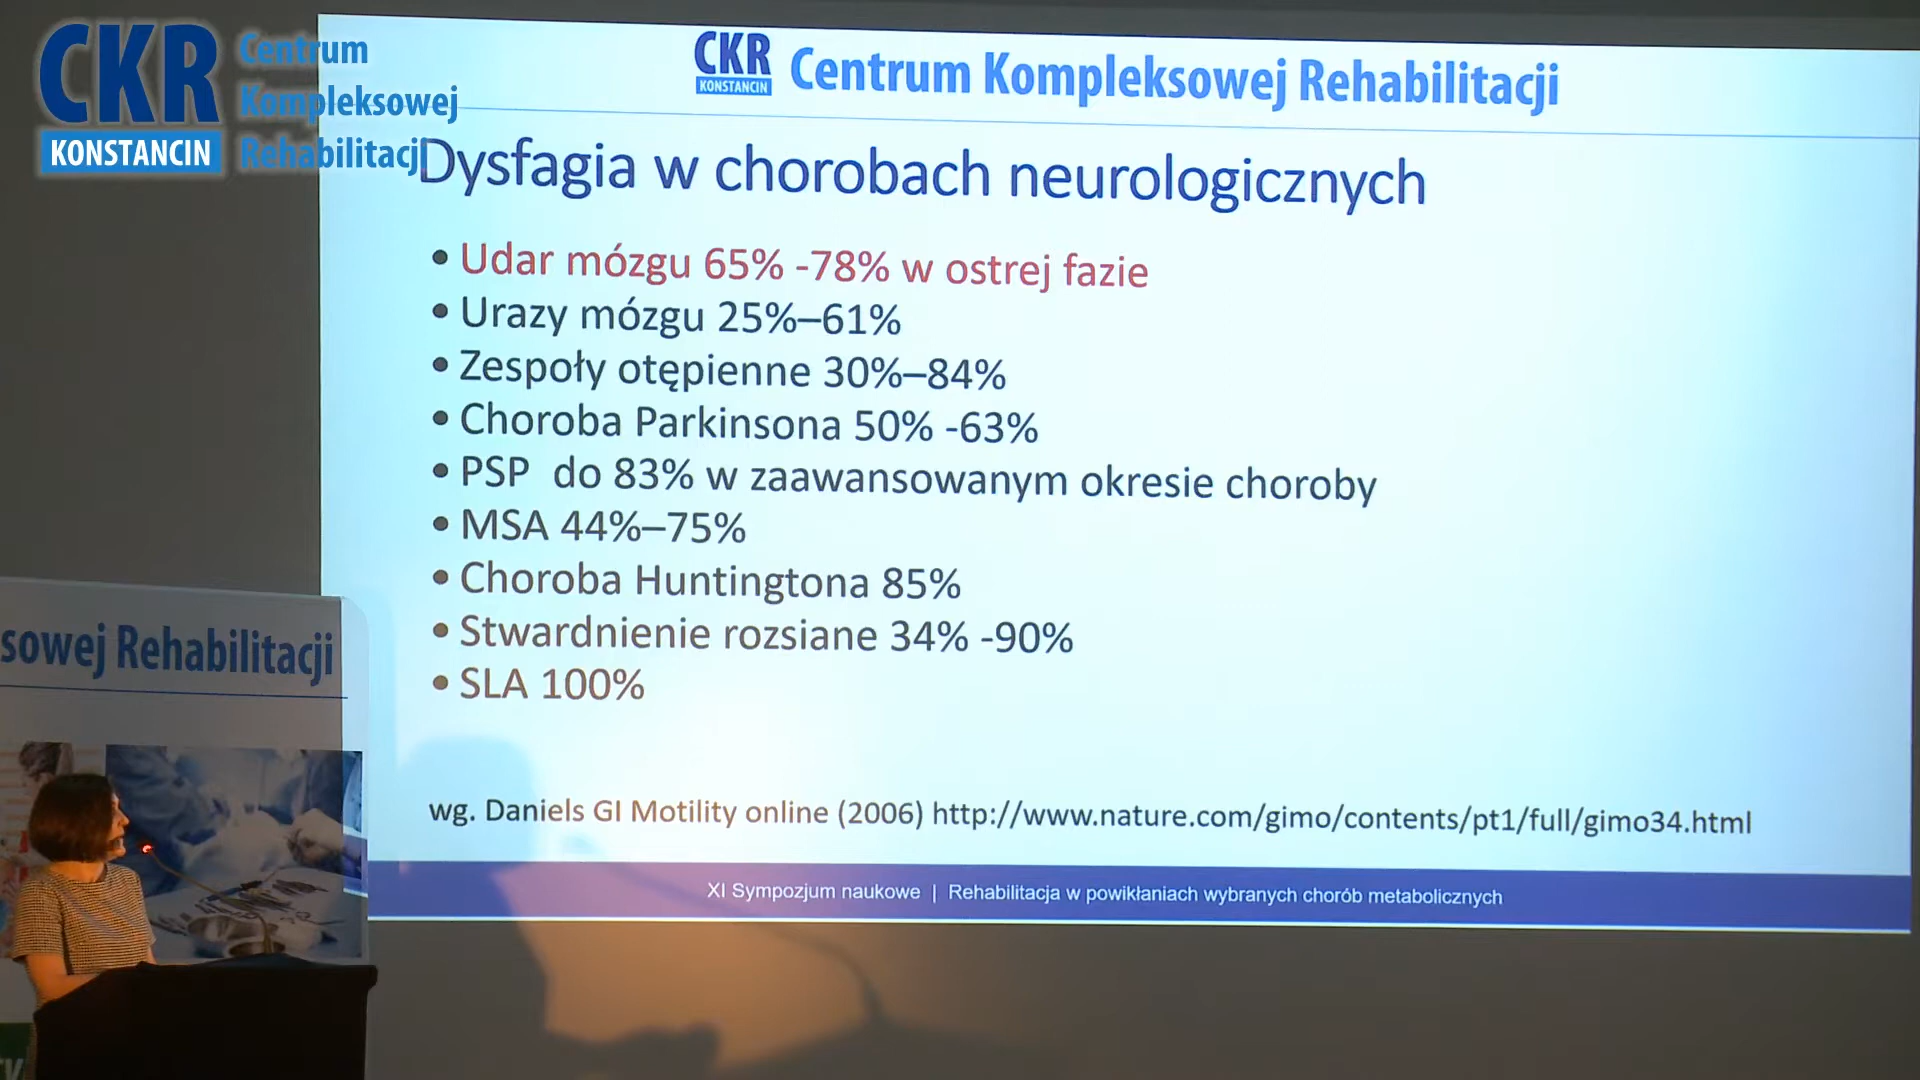 CKR
KONSTANCIN
Centrum
Kompleksowej
Rehabilitacji
CKR
KONSTANCIN
Centrum Kompleksowej Rehabilitacji
Dysfagia w chorobach neurologicznych
• Udar mózgu 65% -78% w ostrej fazie
• Urazy mózgu 25%–61%
• Zespoły otępienne 30%–84%
• Choroba Parkinsona 50% -63%
• PSP do 83% w zaawansowanym okresie choroby
• MSA 44%–75%
• Choroba Huntingtona 85%
• Stwardnienie rozsiane 34% -90%
• SLA 100%
wg. Daniels GI Motility online (2006) http://www.nature.com/gimo/contents/pt1/full/gimo34.html
XI Sympozjum naukowe | Rehabilitacja w powikłaniach wybranych chorób metabolicznych
sowej Rehabilitacji